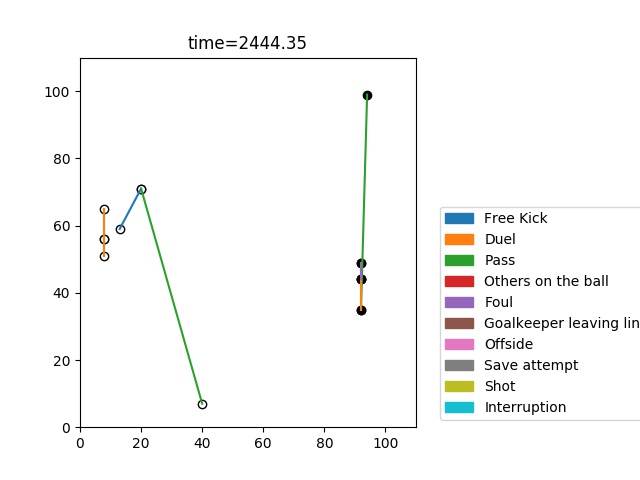 time=2444.35
100
80
60
40
20
0
0 20 40 60 80 100
Free Kick
Duel
Pass
Others on the ball
Foul
Goalkeeper leaving lin
Offside
Save attempt
Shot
Interruption